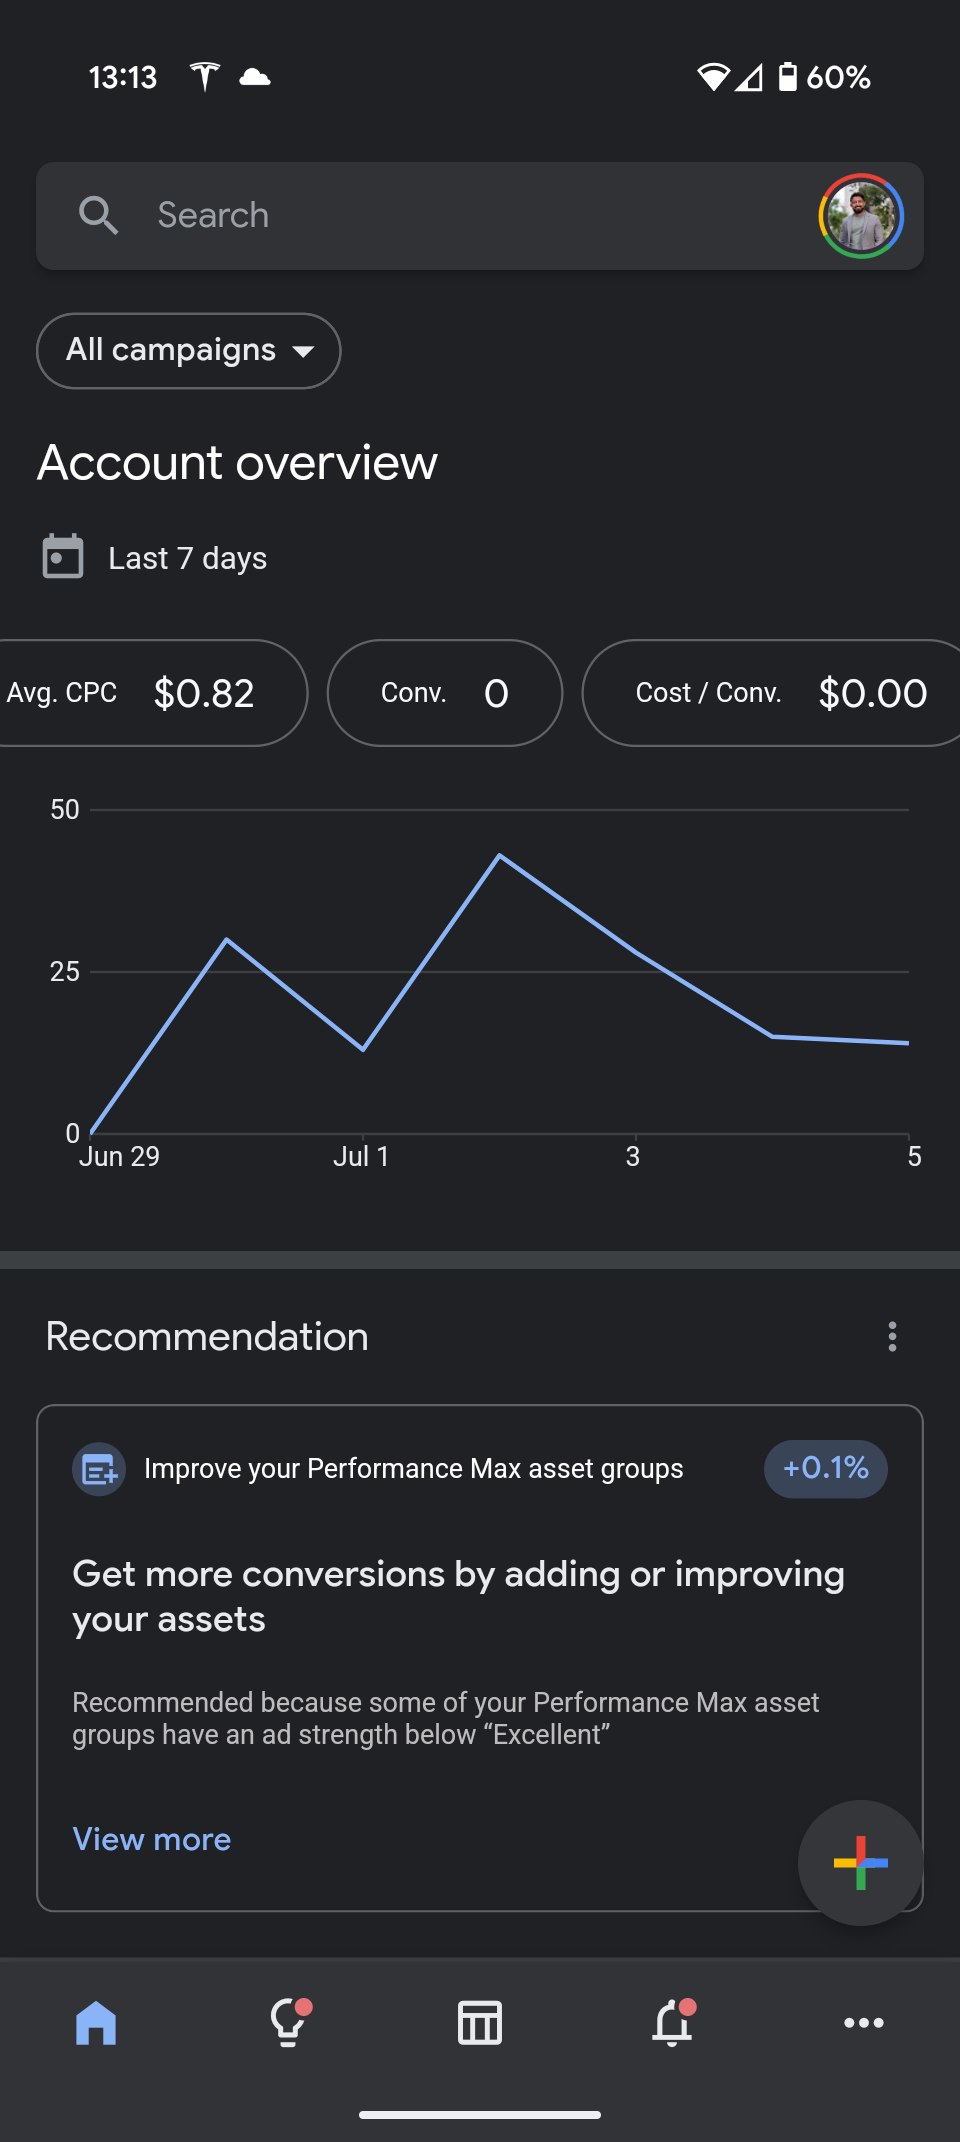 13:13 60%
Search
All campaigns
Account overview
Last 7 days
Avg. CPC $0.82 Conv. 0 Cost / Conv. $0.00
50
25
0
Jun 29 Jul 1 3 5
Recommendation
Improve your Performance Max asset groups +0.1%
Get more conversions by adding or improving
your assets
Recommended because some of your Performance Max asset
groups have an ad strength below “Excellent”
View more